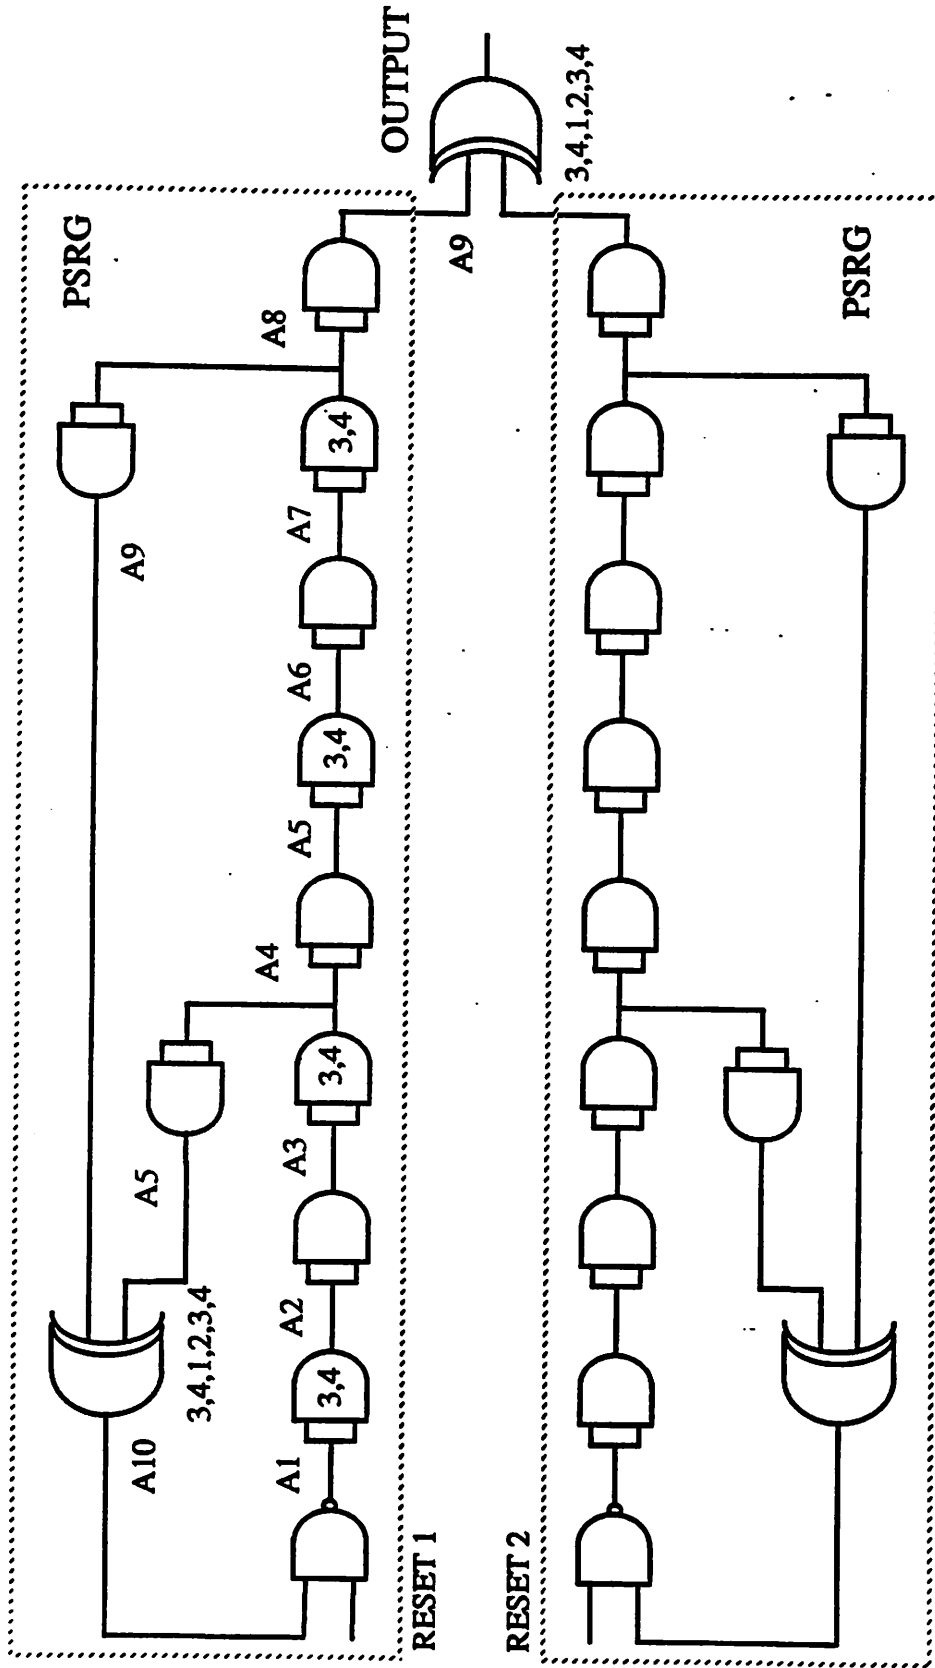 OUTPUT
3,4,1,2,3,4
PSRG
A9
A8
A9
3,4
A7
A6
3,4
A5
A4
A5
3,4
A3
A2
3,4,1,2,3,4
3,4
A1
A10
RESET 1
PSRG
RESET 2